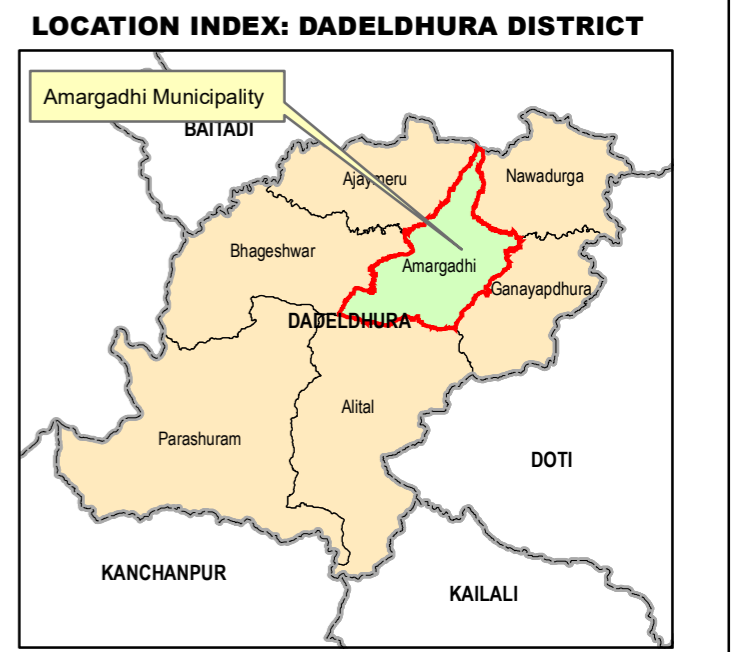 LOCATION INDEX: DADELDHURA DISTRICT
Amargadhi Municipality
BAITADI
Ajaymeru
Nawadurga
Bhageshwar
Amargadhi
Ganayapdhura
DADELDHURA
Alital
Parashuram
DOTI
KANCHANPUR
KAILALI